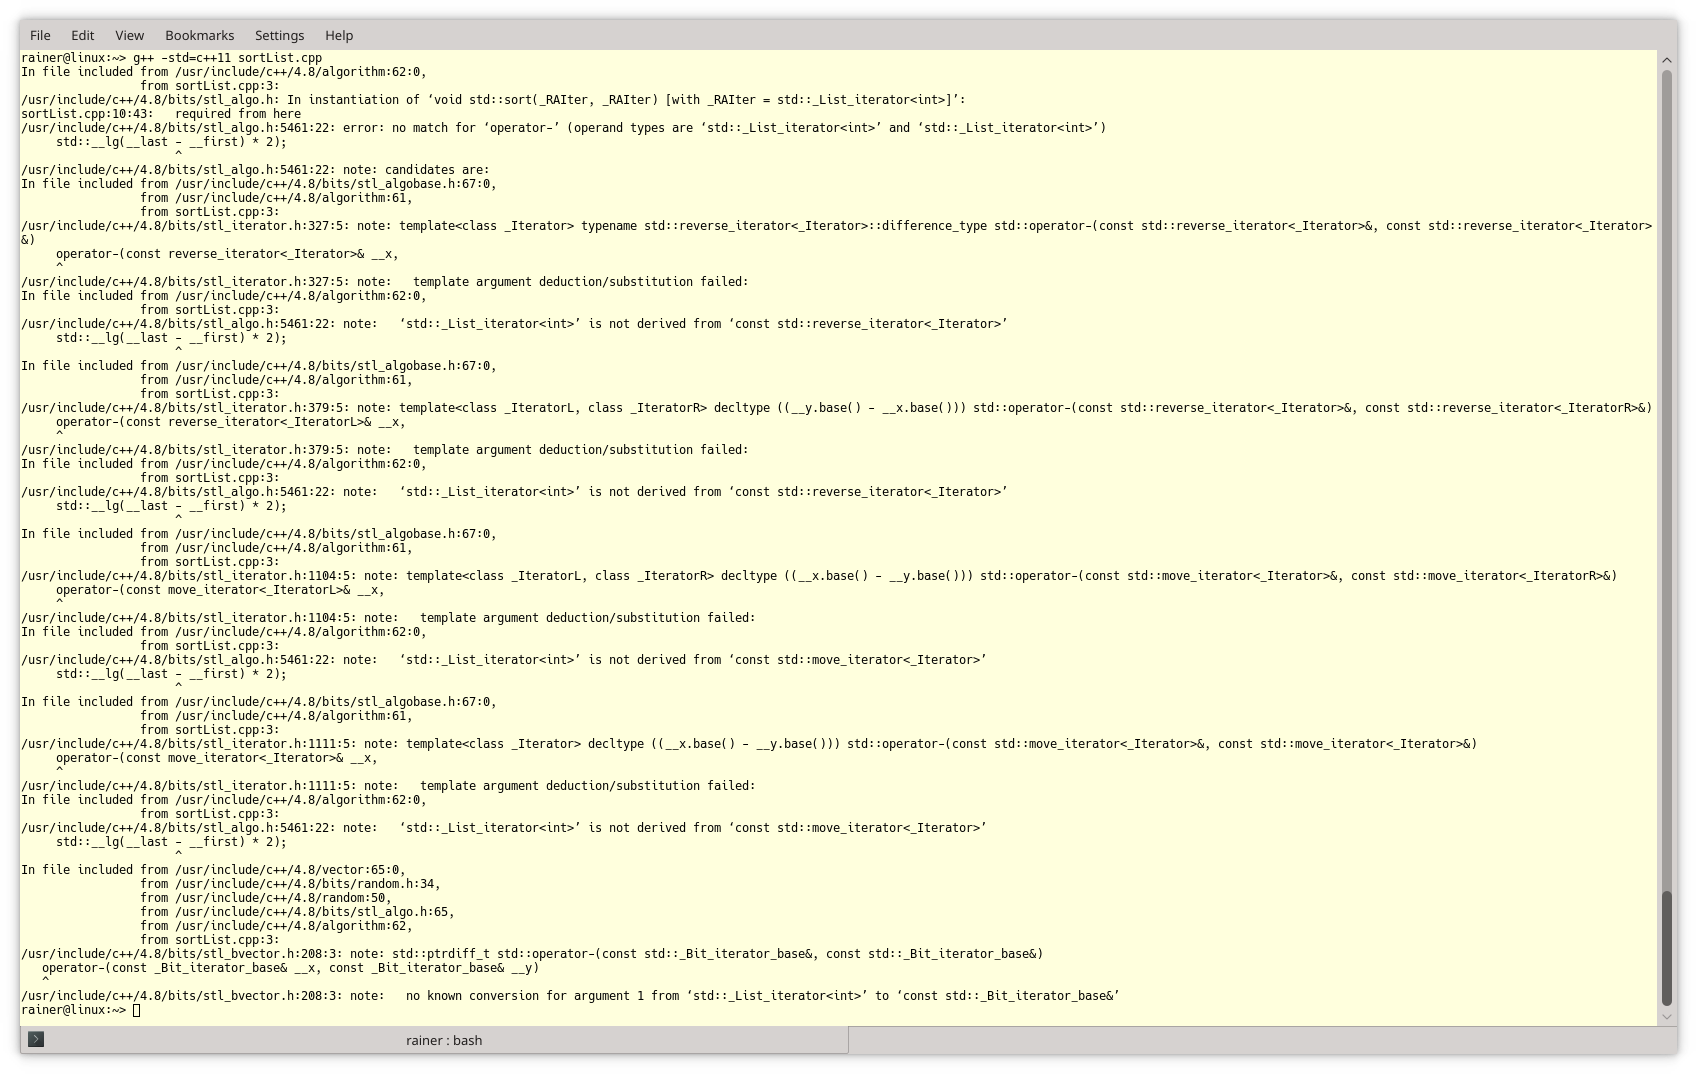 File Edit View Bookmarks Settings Help
rainer@linux:~> g++ -std=c++11 sortList.cpp
In file included from /usr/include/c++/4.8/algorithm:62:0,
                 from sortList.cpp:3:
/usr/include/c++/4.8/bits/stl_algo.h: In instantiation of ‘void std::sort(_RAIter, _RAIter) [with _RAIter = std::_List_iterator<int>]’:
sortList.cpp:10:43:   required from here
/usr/include/c++/4.8/bits/stl_algo.h:5461:22: error: no match for ‘operator-’ (operand types are ‘std::_List_iterator<int>’ and ‘std::_List_iterator<int>’)
     std::__lg(__last - __first) * 2);
                      ^
/usr/include/c++/4.8/bits/stl_algo.h:5461:22: note: candidates are:
In file included from /usr/include/c++/4.8/bits/stl_algobase.h:67:0,
                 from /usr/include/c++/4.8/algorithm:61,
                 from sortList.cpp:3:
/usr/include/c++/4.8/bits/stl_iterator.h:327:5: note: template<class _Iterator> typename std::reverse_iterator<_Iterator>::difference_type std::operator-(const std::reverse_iterator<_Iterator>&, const std::reverse_iterator<_Iterator>
&)
     operator-(const reverse_iterator<_Iterator>& __x,
     ^
/usr/include/c++/4.8/bits/stl_iterator.h:327:5: note:   template argument deduction/substitution failed:
In file included from /usr/include/c++/4.8/algorithm:62:0,
                 from sortList.cpp:3:
/usr/include/c++/4.8/bits/stl_algo.h:5461:22: note:   ‘std::_List_iterator<int>’ is not derived from ‘const std::reverse_iterator<_Iterator>’
     std::__lg(__last - __first) * 2);
                      ^
In file included from /usr/include/c++/4.8/bits/stl_algobase.h:67:0,
                 from /usr/include/c++/4.8/algorithm:61,
                 from sortList.cpp:3:
/usr/include/c++/4.8/bits/stl_iterator.h:379:5: note: template<class _IteratorL, class _IteratorR> decltype ((__y.base() - __x.base())) std::operator-(const std::reverse_iterator<_Iterator>&, const std::reverse_iterator<_IteratorR>&)
     operator-(const reverse_iterator<_IteratorL>& __x,
     ^
/usr/include/c++/4.8/bits/stl_iterator.h:379:5: note:   template argument deduction/substitution failed:
In file included from /usr/include/c++/4.8/algorithm:62:0,
                 from sortList.cpp:3:
/usr/include/c++/4.8/bits/stl_algo.h:5461:22: note:   ‘std::_List_iterator<int>’ is not derived from ‘const std::reverse_iterator<_Iterator>’
     std::__lg(__last - __first) * 2);
                      ^
In file included from /usr/include/c++/4.8/bits/stl_algobase.h:67:0,
                 from /usr/include/c++/4.8/algorithm:61,
                 from sortList.cpp:3:
/usr/include/c++/4.8/bits/stl_iterator.h:1104:5: note: template<class _IteratorL, class _IteratorR> decltype ((__x.base() - __y.base())) std::operator-(const std::move_iterator<_Iterator>&, const std::move_iterator<_IteratorR>&)
     operator-(const move_iterator<_IteratorL>& __x,
     ^
/usr/include/c++/4.8/bits/stl_iterator.h:1104:5: note:   template argument deduction/substitution failed:
In file included from /usr/include/c++/4.8/algorithm:62:0,
                 from sortList.cpp:3:
/usr/include/c++/4.8/bits/stl_algo.h:5461:22: note:   ‘std::_List_iterator<int>’ is not derived from ‘const std::move_iterator<_Iterator>’
     std::__lg(__last - __first) * 2);
                      ^
In file included from /usr/include/c++/4.8/bits/stl_algobase.h:67:0,
                 from /usr/include/c++/4.8/algorithm:61,
                 from sortList.cpp:3:
/usr/include/c++/4.8/bits/stl_iterator.h:1111:5: note: template<class _Iterator> decltype ((__x.base() - __y.base())) std::operator-(const std::move_iterator<_Iterator>&, const std::move_iterator<_Iterator>&)
     operator-(const move_iterator<_Iterator>& __x,
     ^
/usr/include/c++/4.8/bits/stl_iterator.h:1111:5: note:   template argument deduction/substitution failed:
In file included from /usr/include/c++/4.8/algorithm:62:0,
                 from sortList.cpp:3:
/usr/include/c++/4.8/bits/stl_algo.h:5461:22: note:   ‘std::_List_iterator<int>’ is not derived from ‘const std::move_iterator<_Iterator>’
     std::__lg(__last - __first) * 2);
                      ^
In file included from /usr/include/c++/4.8/vector:65:0,
                 from /usr/include/c++/4.8/bits/random.h:34,
                 from /usr/include/c++/4.8/random:50,
                 from /usr/include/c++/4.8/bits/stl_algo.h:65,
                 from /usr/include/c++/4.8/algorithm:62,
                 from sortList.cpp:3:
/usr/include/c++/4.8/bits/stl_bvector.h:208:3: note: std::ptrdiff_t std::operator-(const std::_Bit_iterator_base&, const std::_Bit_iterator_base&)
   operator-(const _Bit_iterator_base& __x, const _Bit_iterator_base& __y)
   ^
/usr/include/c++/4.8/bits/stl_bvector.h:208:3: note:   no known conversion for argument 1 from ‘std::_List_iterator<int>’ to ‘const std::_Bit_iterator_base&’
rainer@linux:~>
rainer : bash